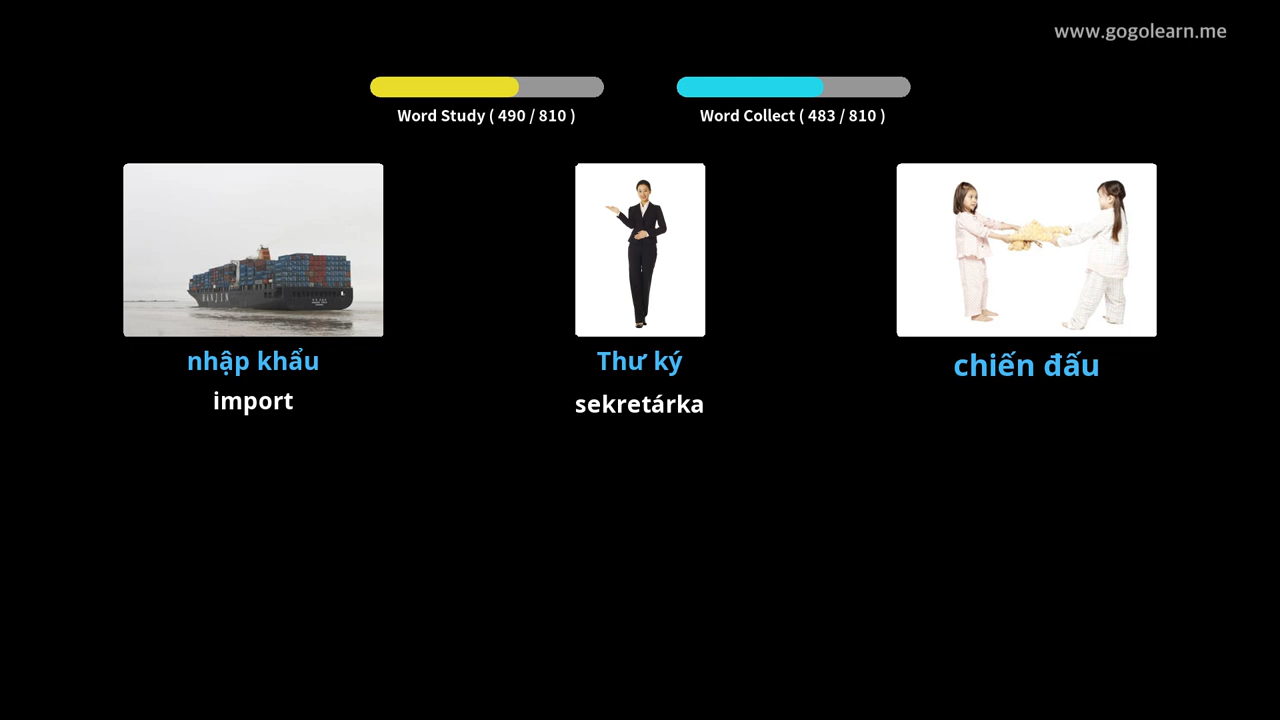 www.gogolearn.me
Word Study ( 490 / 810 )
Word Collect ( 483 / 810 )
HANJIN
nhập khẩu
import
Thư ký
sekretárka
chiến đấu